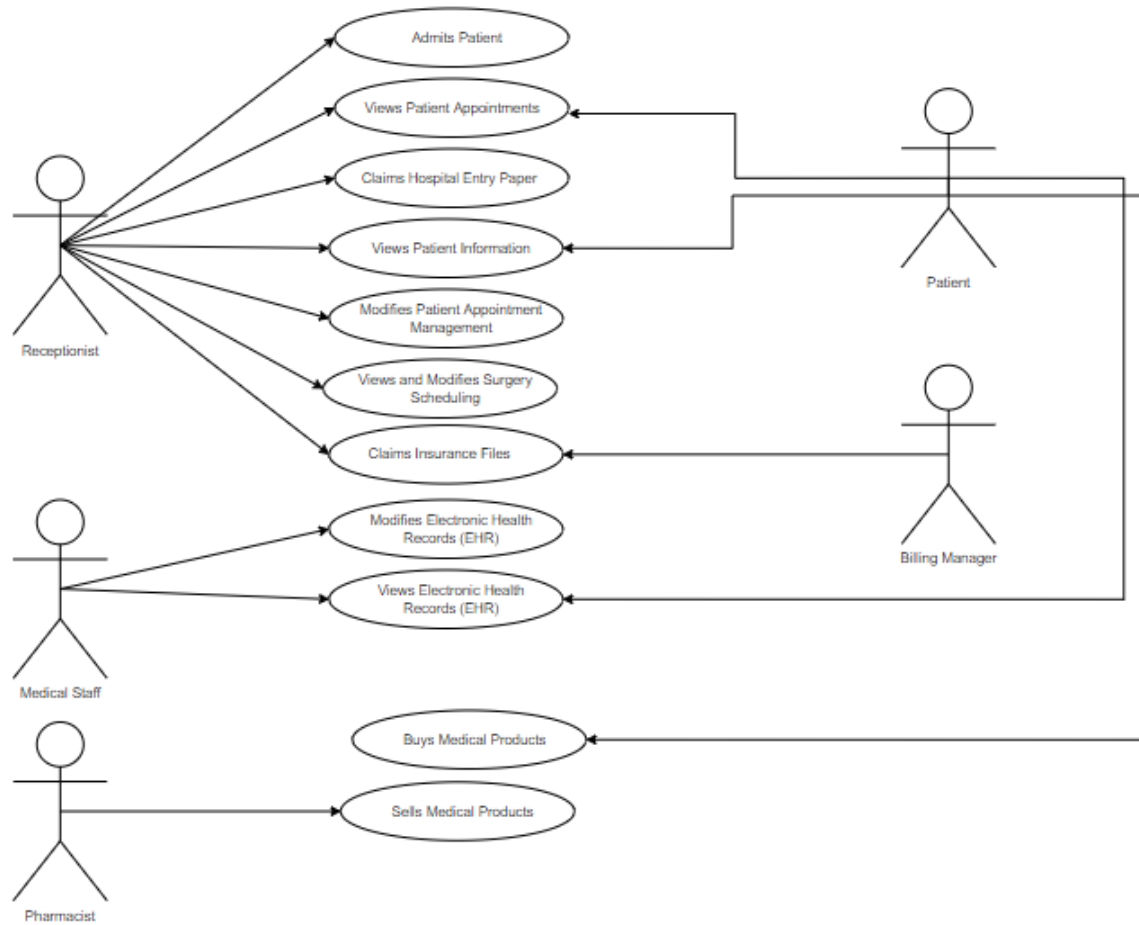 Admits Patient
Views Patient Appointments
Claims Hospital Entry Paper
Views Patient Information
Patient
Modifies Patient Appointment
Management
Receptionist
Views and Modifies Surgery
Scheduling
Claims Insurance Files
Modifies Electronic Health
Records (EHR)
Billing Manager
Views Electronic Health
Records (EHR)
Medical Staff
Buys Medical Products
Sells Medical Products
Pharmacist